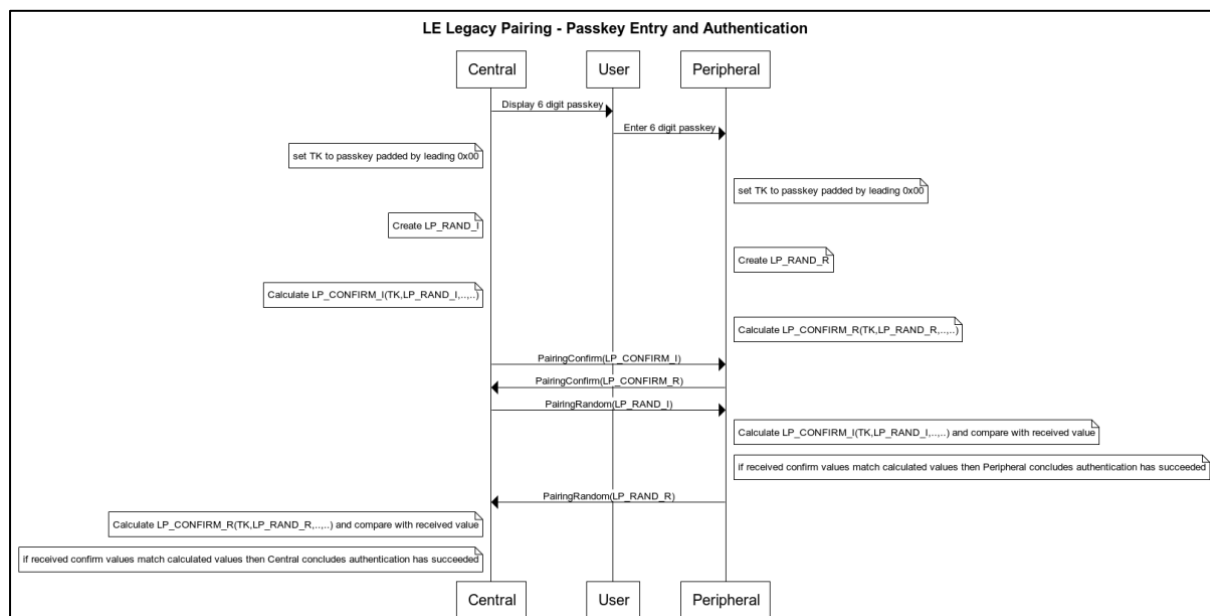 LE Legacy Pairing - Passkey Entry and Authentication
Central
User
Peripheral
Display 6 digit passkey
Enter 6 digit passkey
set TK to passkey padded by leading 0x00
set TK to passkey padded by leading 0x00
Create LP_RAND_I
Create LP_RAND_R
Calculate LP_CONFIRM_I(TK,LP_RAND_I,..,..)
Calculate LP_CONFIRM_R(TK,LP_RAND_R,..,..)
PairingConfirm(LP_CONFIRM_I)
PairingConfirm(LP_CONFIRM_R)
PairingRandom(LP_RAND_I)
Calculate LP_CONFIRM_I(TK,LP_RAND_I,..,..) and compare with received value
if received confirm values match calculated values then Peripheral concludes authentication has succeeded
PairingRandom(LP_RAND_R)
Calculate LP_CONFIRM_R(TK,LP_RAND_R,..,..) and compare with received value
if received confirm values match calculated values then Central concludes authentication has succeeded
Central
User
Peripheral